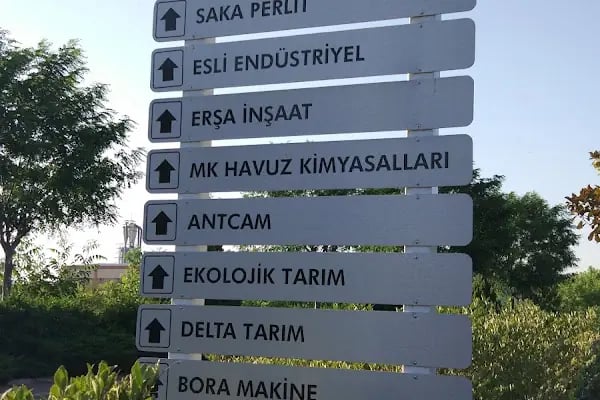 SAKA PERLİT
ESLİ ENDÜSTRİYEL
ERŞA İNŞAAT
MK HAVUZ KİMYASALLARI
ANTCAM
EKOLOJİK TARIM
DELTA TARIM
BORA MAKİNE